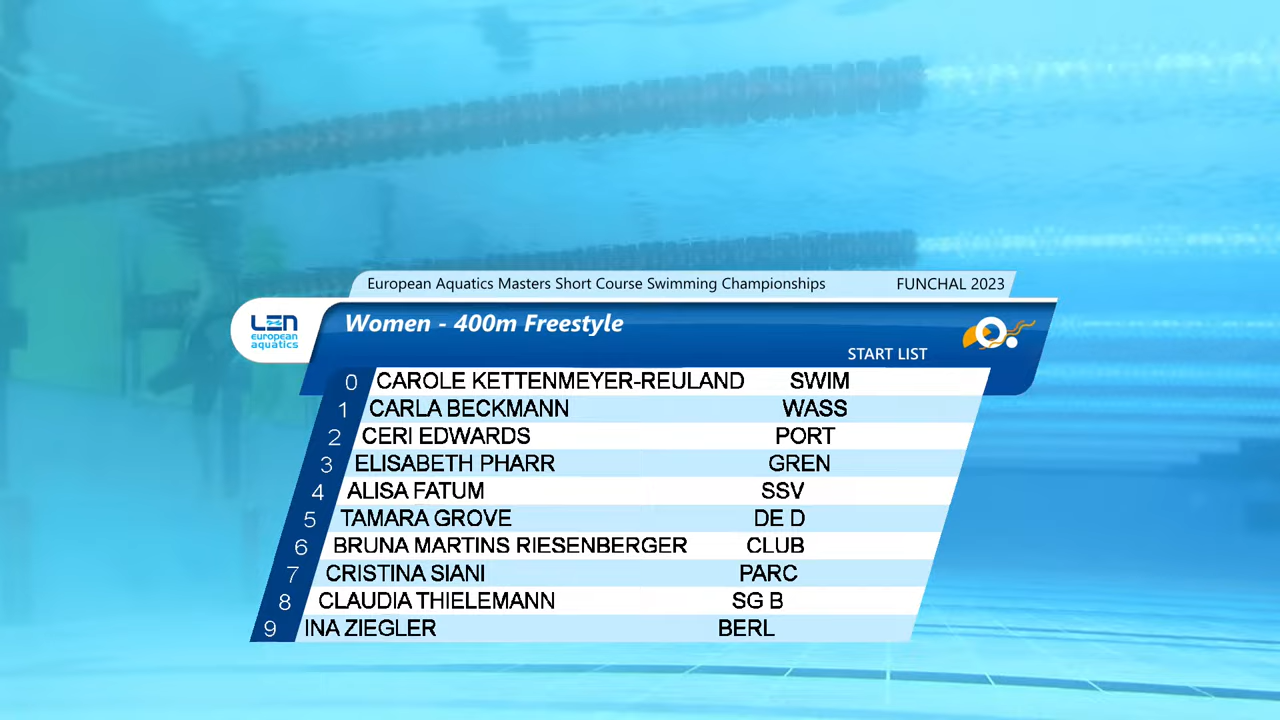 European Aquatics Masters Short Course Swimming Championships FUNCHAL 2023
LEN
european
aquatics
Women - 400m Freestyle
START LIST
0 CAROLE KETTENMEYER-REULAND SWIM
1 CARLA BECKMANN WASS
2 CERI EDWARDS PORT
3 ELISABETH PHARR GREN
4 ALISA FATUM SSV
5 TAMARA GROVE DE D
6 BRUNA MARTINS RIESENBERGER CLUB
7 CRISTINA SIANI PARC
8 CLAUDIA THIELEMANN SG B
9 INA ZIEGLER BERL